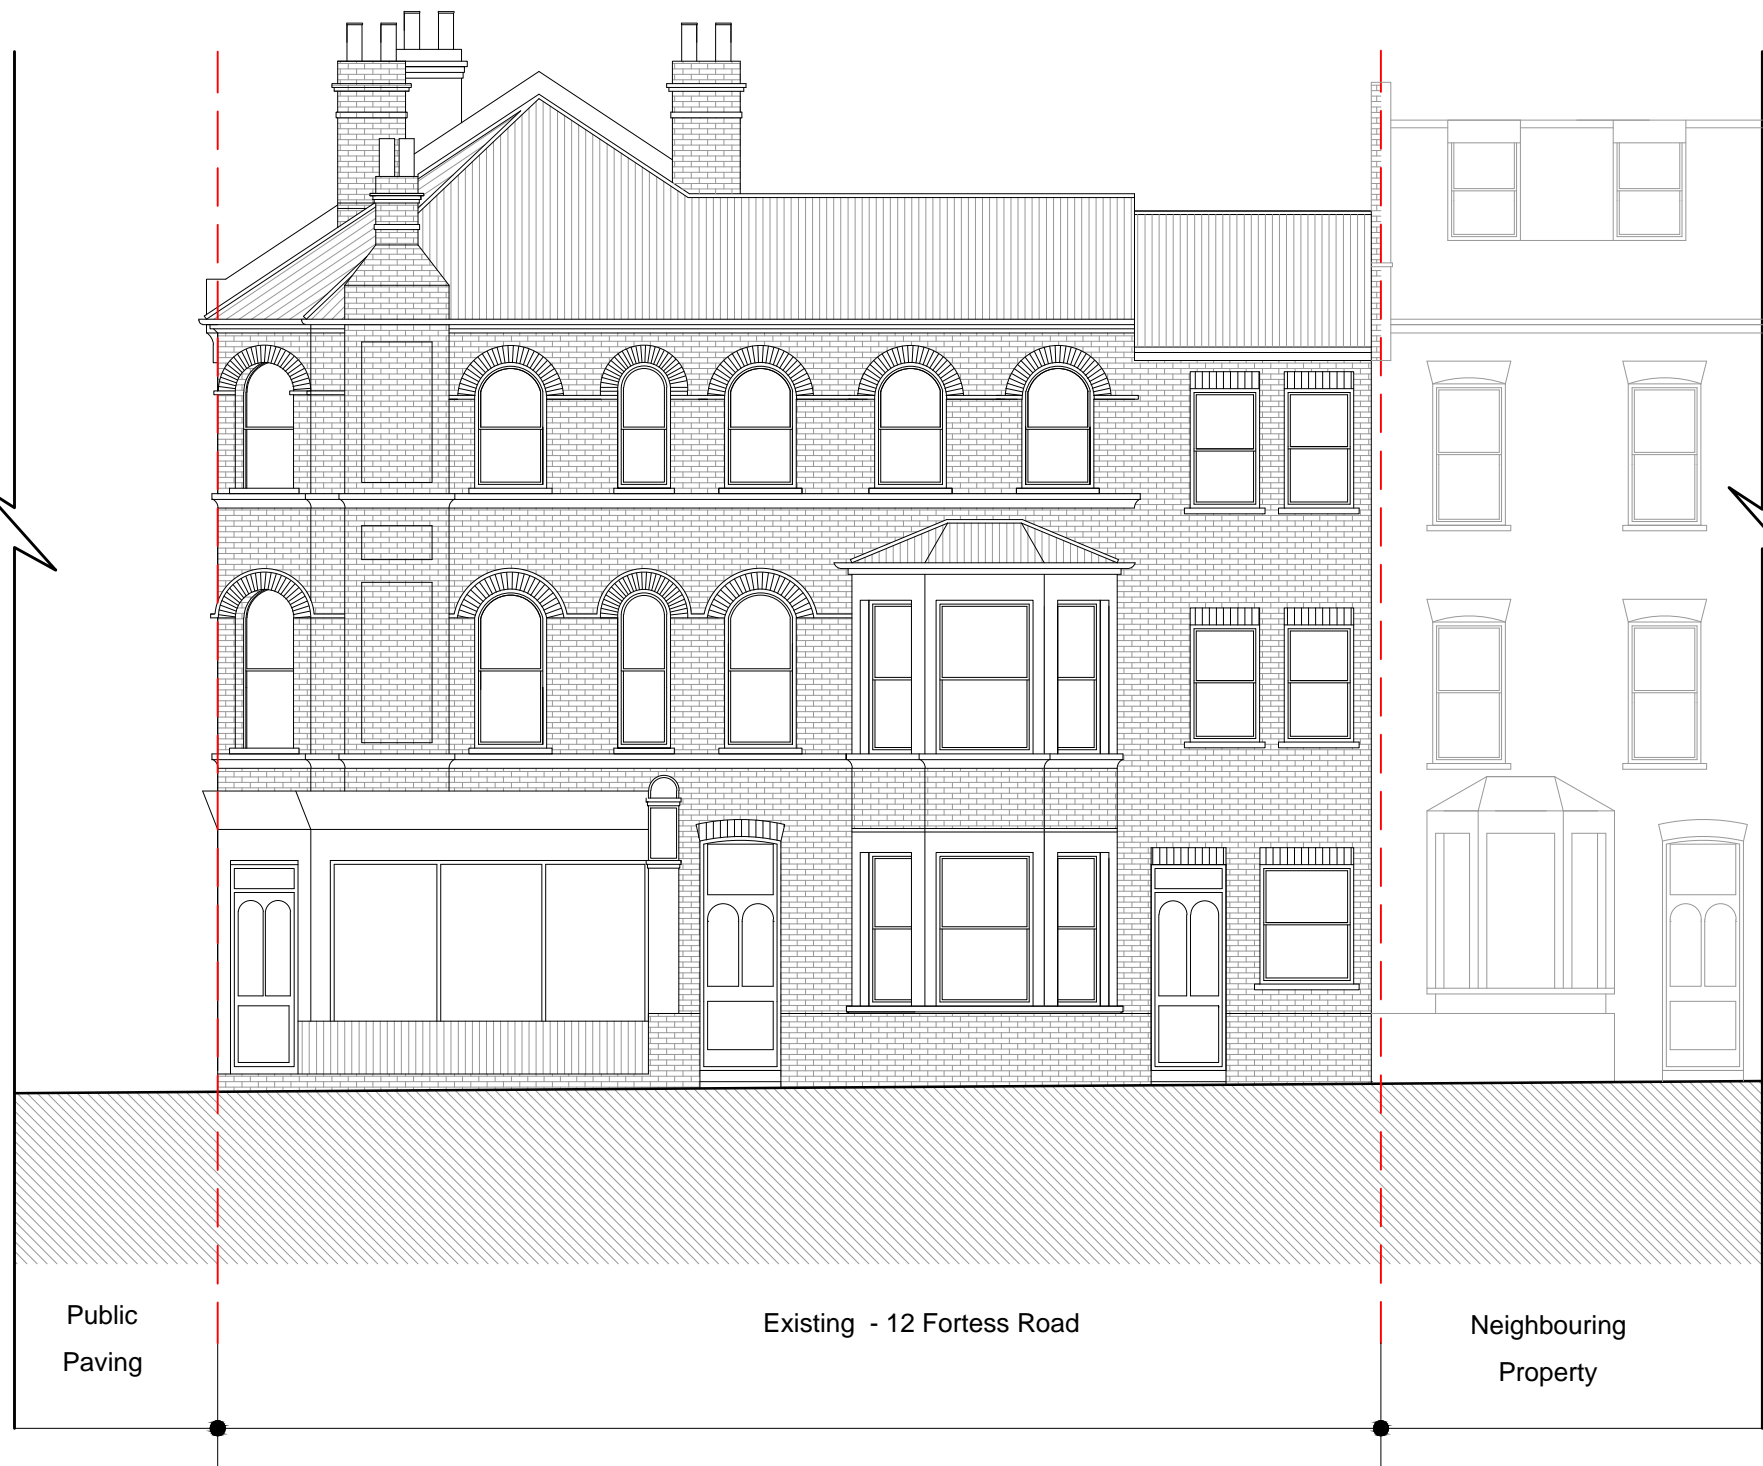 Public
Paving
Existing - 12 Fortess Road
Neighbouring
Property